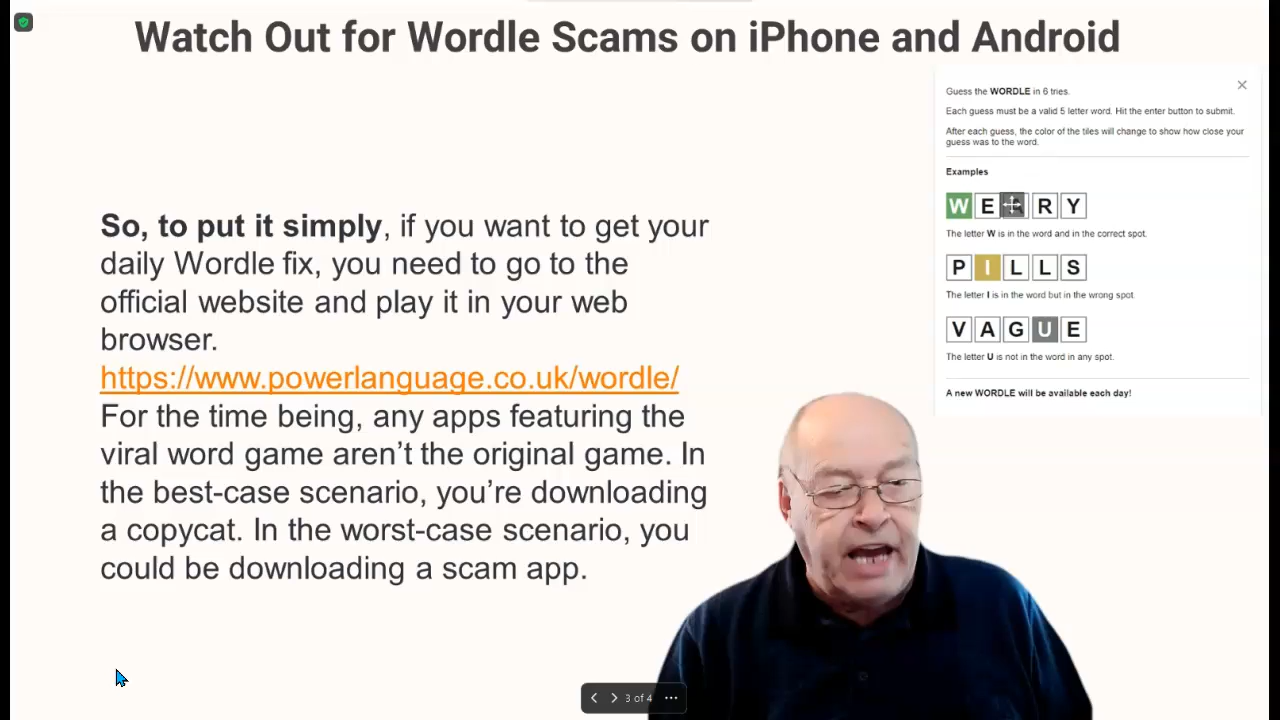 Watch Out for Wordle Scams on iPhone and Android
So, to put it simply, if you want to get your
daily Wordle fix, you need to go to the
official website and play it in your web
browser.
https://www.powerlanguage.co.uk/wordle/
For the time being, any apps featuring the
viral word game aren’t the original game. In
the best-case scenario, you’re downloading
a copycat. In the worst-case scenario, you
could be downloading a scam app.
Guess the WORDLE in 6 tries.
Each guess must be a valid 5 letter word. Hit the enter button to submit.
After each guess, the color of the tiles will change to show how close your
guess was to the word.
Examples
W E A R Y
The letter W is in the word and in the correct spot.
P I L L S
The letter I is in the word but in the wrong spot.
V A G U E
The letter U is not in the word in any spot.
A new WORDLE will be available each day!
3 of 4